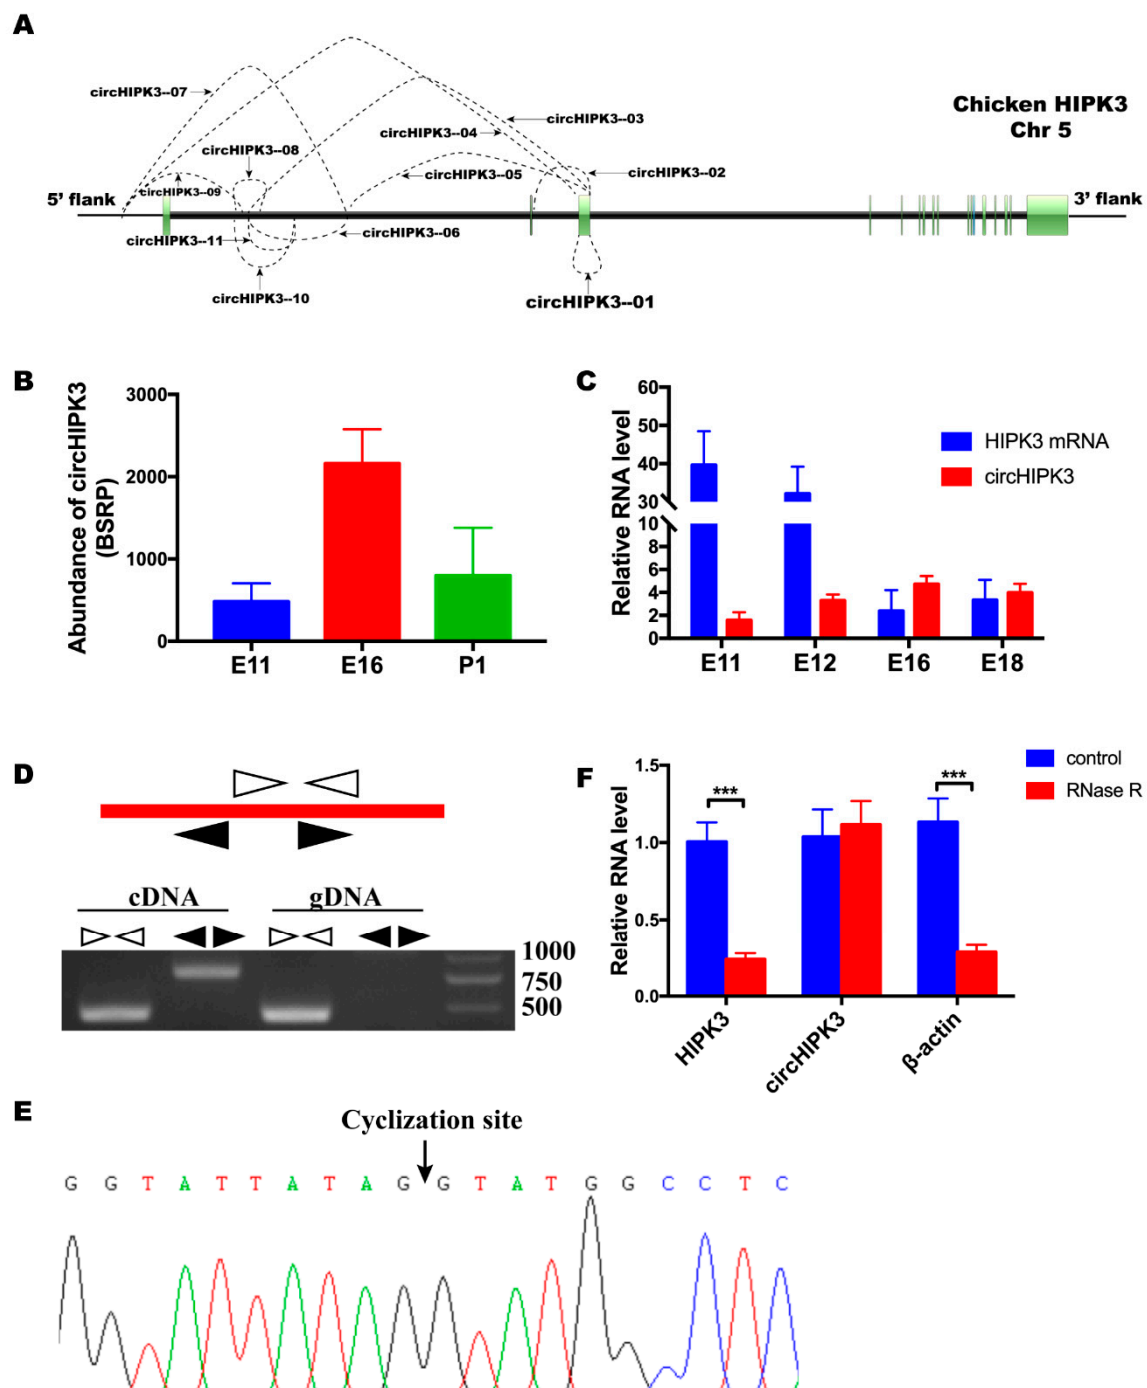 A
Chicken HIPK3
Chr 5
circHIPK3--07
circHIPK3--03
circHIPK3--04
circHIPK3--08
circHIPK3--05
circHIPK3--02
circHIPK3--09
5' flank
3' flank
circHIPK3--11
circHIPK3--06
circHIPK3--10
circHIPK3--01
B
Abundance of circHIPK3
(BSRP)
3000
2000
1000
0
E11 E16 P1
C
Relative RNA level
60
50
40
30
10
8
6
4
2
0
HIPK3 mRNA
circHIPK3
E11 E12 E16 E18
D
cDNA gDNA
1000
750
500
F
control
RNase R
Relative RNA level
1.5
1.0
0.5
0.0
*** ***
HIPK3
circHIPK3
β-actin
E
Cyclization site
G G T A T T A T A G G T A T G G C C T C